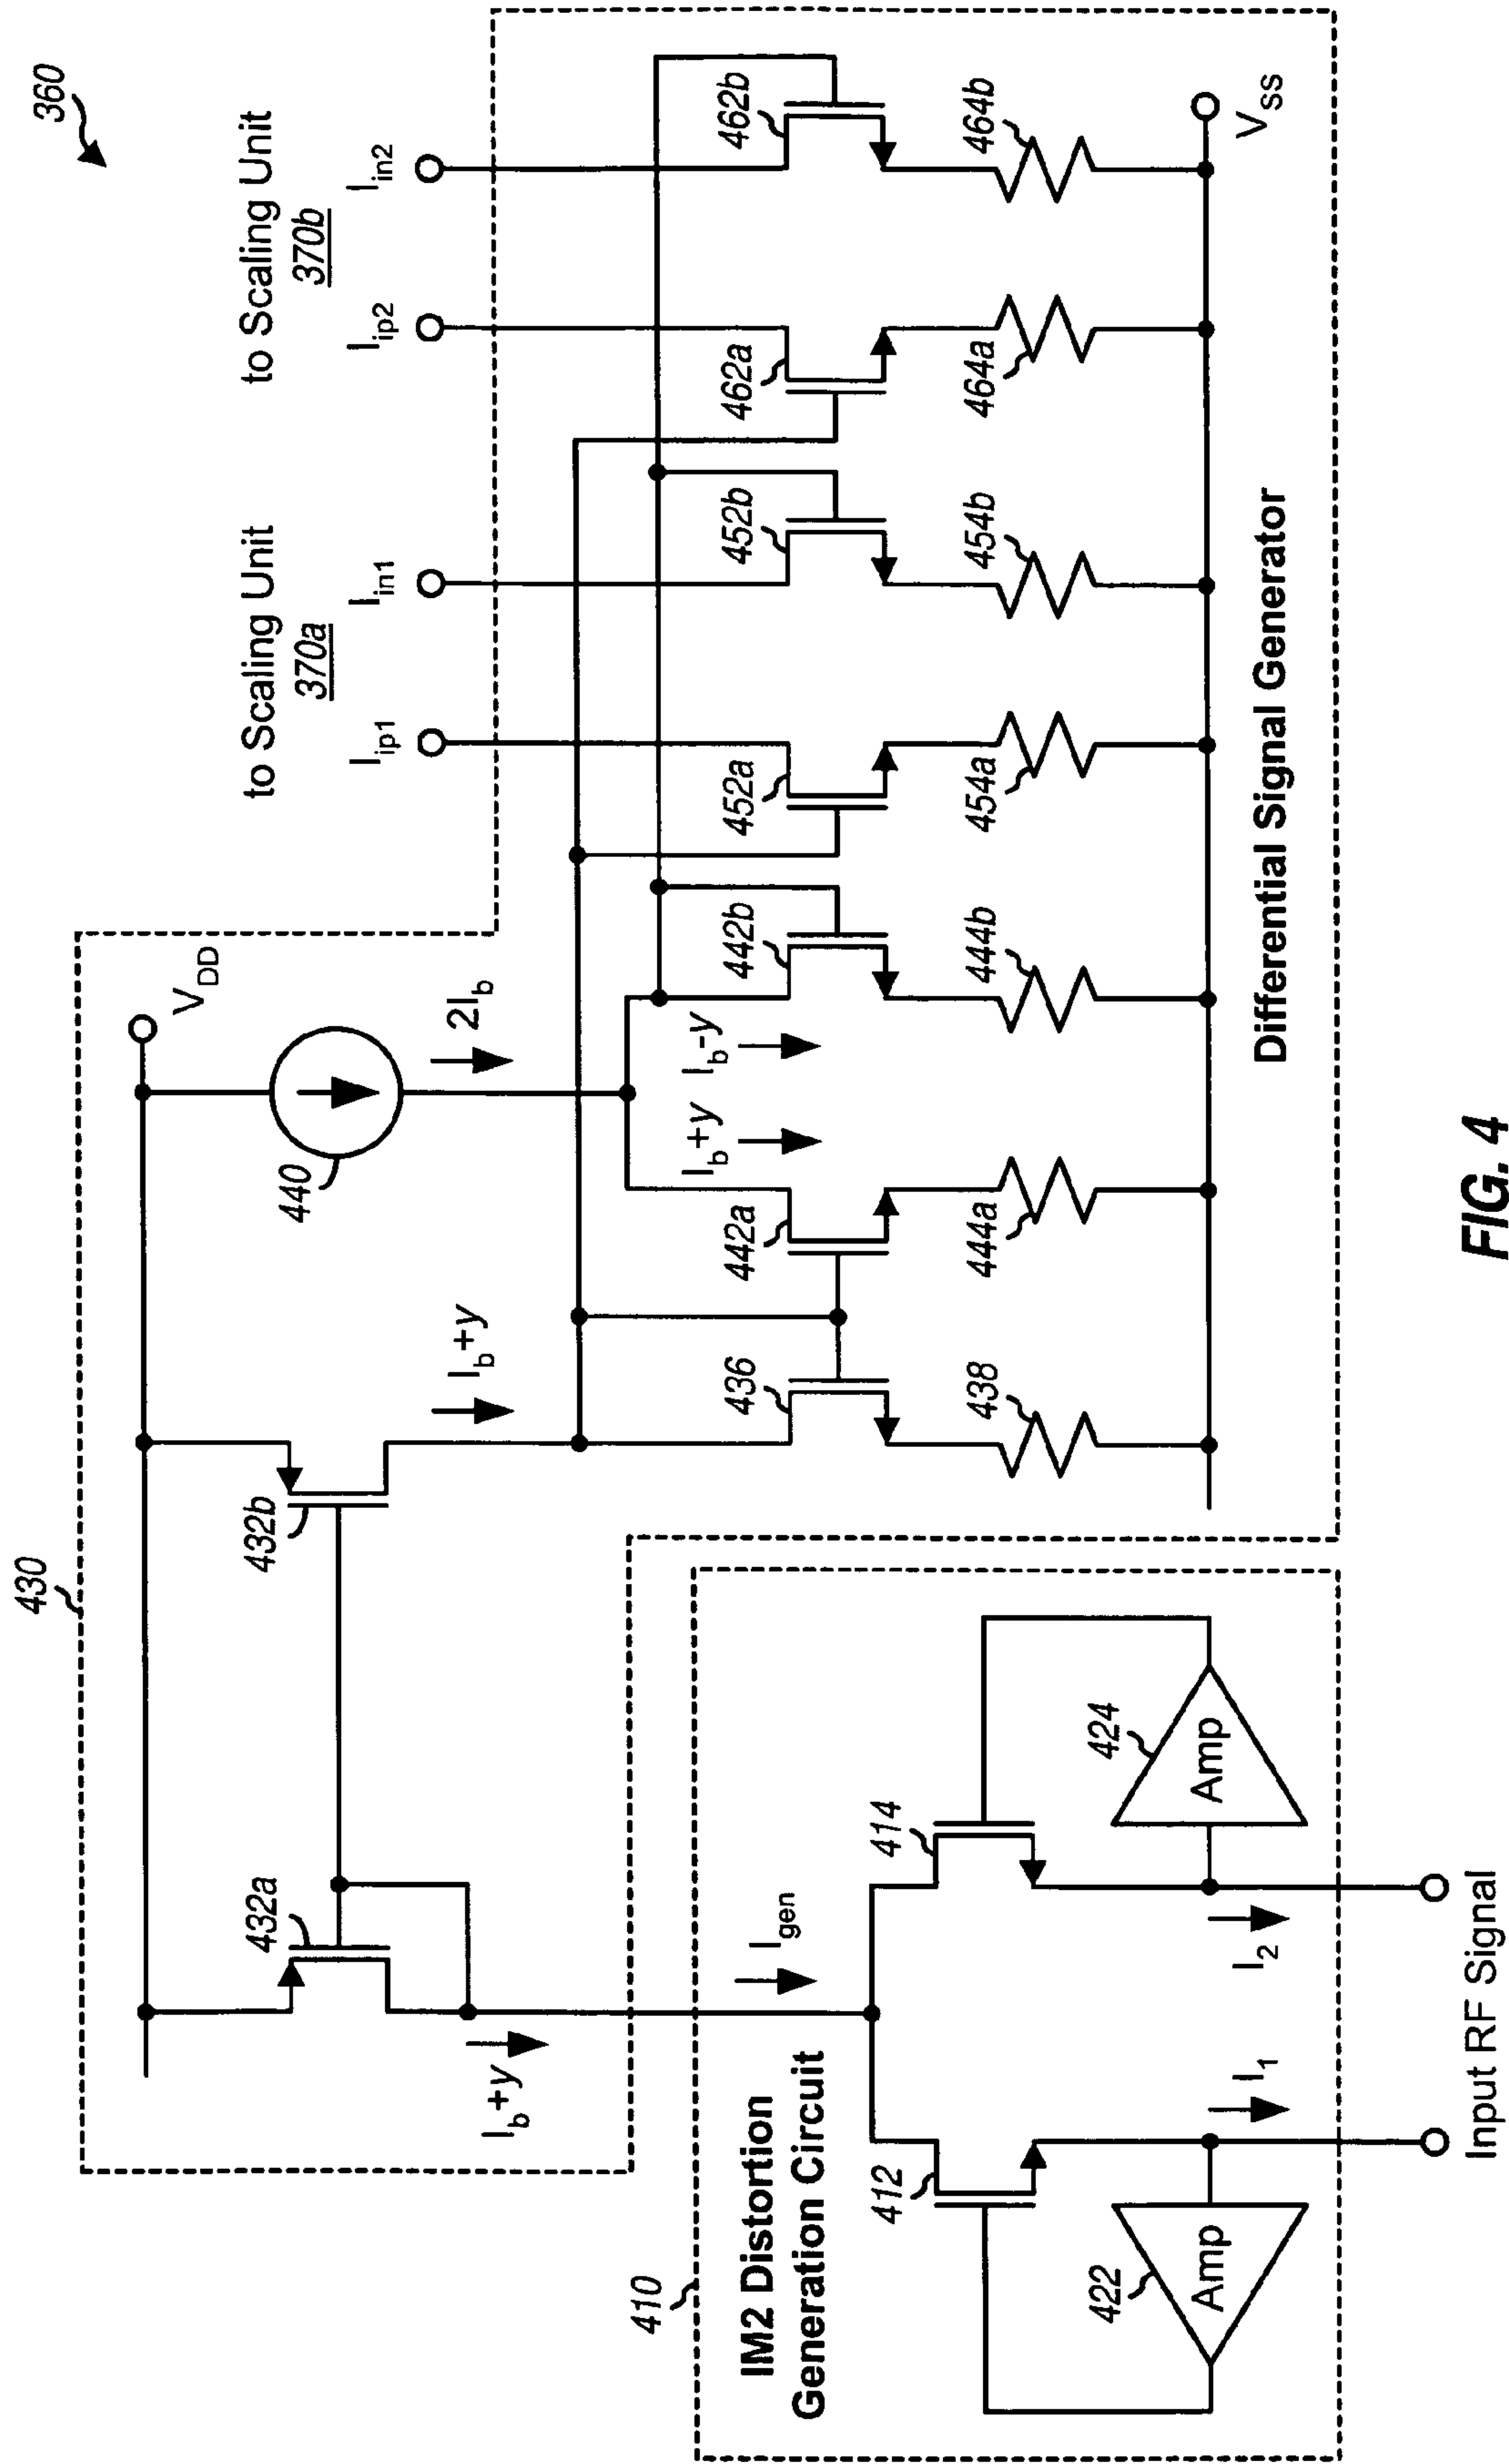 360
430
V_DD
to Scaling Unit
370a
to Scaling Unit
370b
I_ip1
I_in1
I_ip2
I_in2
432a
432b
440
I_b+y
I_b+y
2I_b
I_b+y
I_b-y
436
442a
442b
452a
452b
462a
462b
438
444a
444b
454a
454b
464a
464b
V_SS
Differential Signal Generator
410
IM2 Distortion
Generation Circuit
I_gen
412
414
422
Amp
424
Amp
I_1
I_2
Input RF Signal
FIG. 4